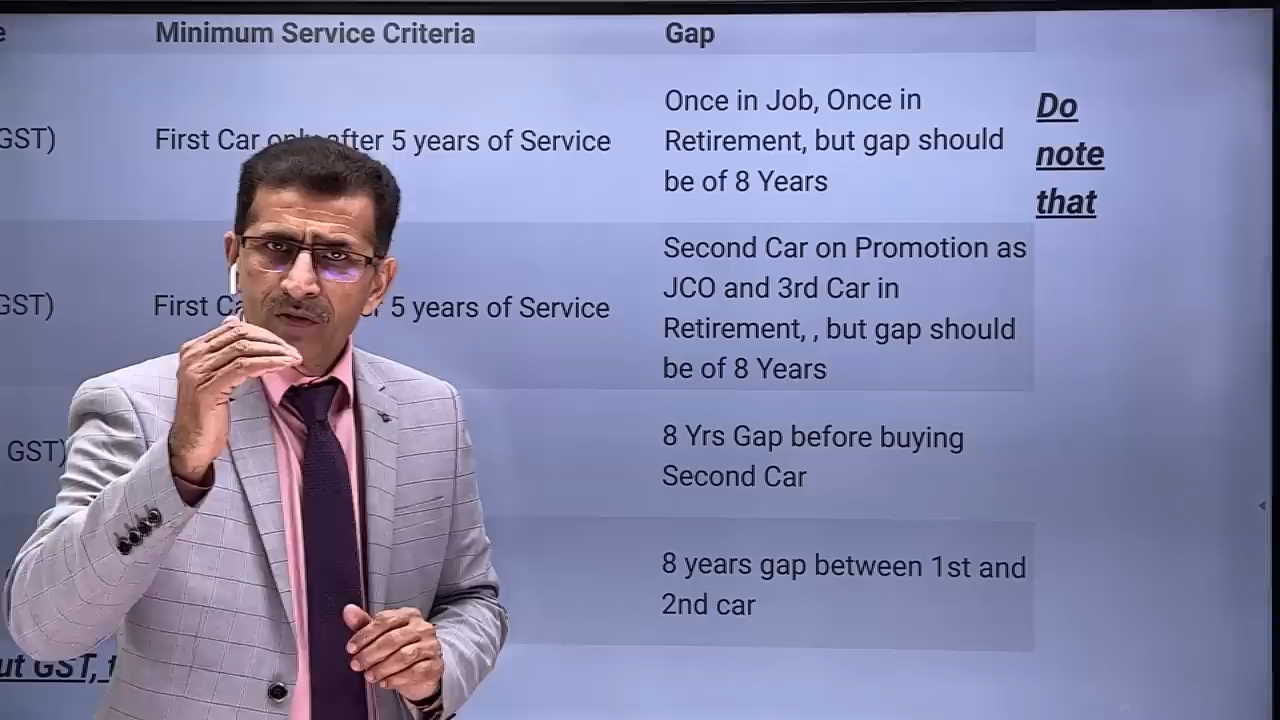 Minimum Service Criteria
Gap
GST)
First Car only after 5 years of Service
Once in Job, Once in
Retirement, but gap should
be of 8 Years
Do
note
that
GST)
First 5 years of Service
Second Car on Promotion as
JCO and 3rd Car in
Retirement, , but gap should
be of 8 Years
GST)
8 Yrs Gap before buying
Second Car
8 years gap between 1st and
2nd car
GST,